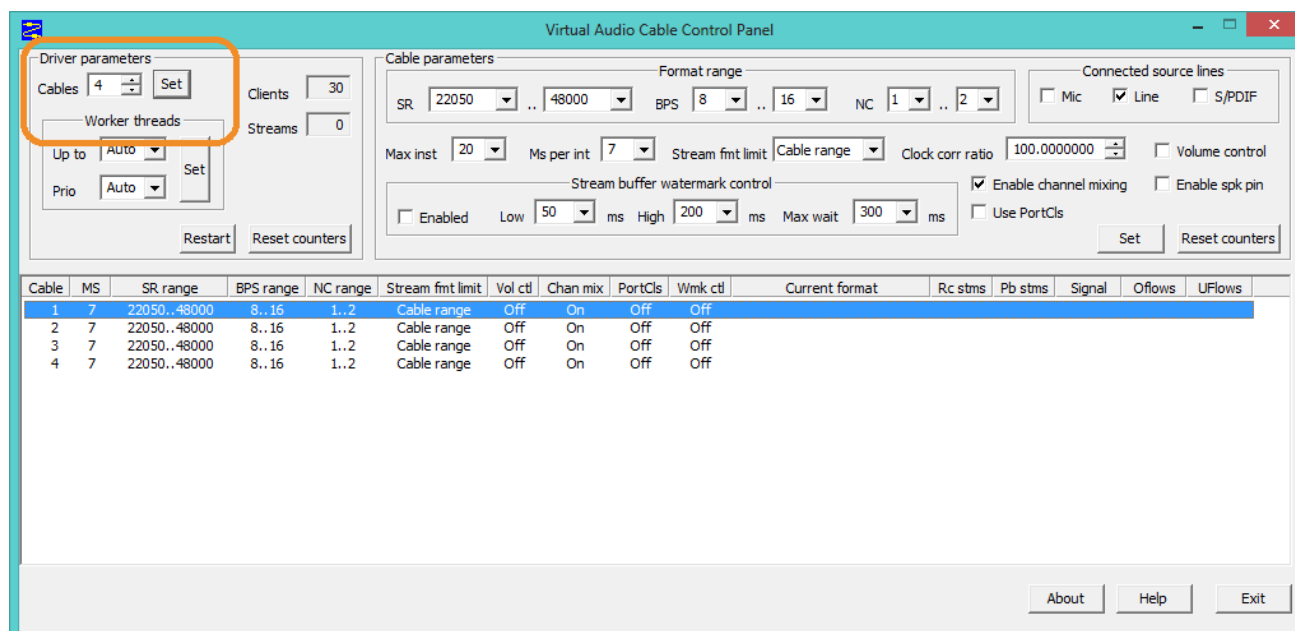 Virtual Audio Cable Control Panel
Driver parameters
Cables 4 Set
Clients 30
Streams 0
Worker threads
Up to Auto
Prio Auto
Set
Restart Reset counters
Cable parameters
Format range
SR 22050 .. 48000 BPS 8 .. 16 NC 1 .. 2
Connected source lines
Mic Line S/PDIF
Max inst 20 Ms per int 7 Stream fmt limit Cable range Clock corr ratio 100.0000000 Volume control
Stream buffer watermark control
Enabled Low 50 ms High 200 ms Max wait 300 ms
Enable channel mixing Enable spk pin
Use PortCls
Set Reset counters
Cable MS SR range BPS range NC range Stream fmt limit Vol ctl Chan mix PortCls Wmk ctl Current format Rc stms Pb stms Signal Oflows UFlows
1 7 22050..48000 8..16 1..2 Cable range Off On Off Off
2 7 22050..48000 8..16 1..2 Cable range Off On Off Off
3 7 22050..48000 8..16 1..2 Cable range Off On Off Off
4 7 22050..48000 8..16 1..2 Cable range Off On Off Off
About Help Exit